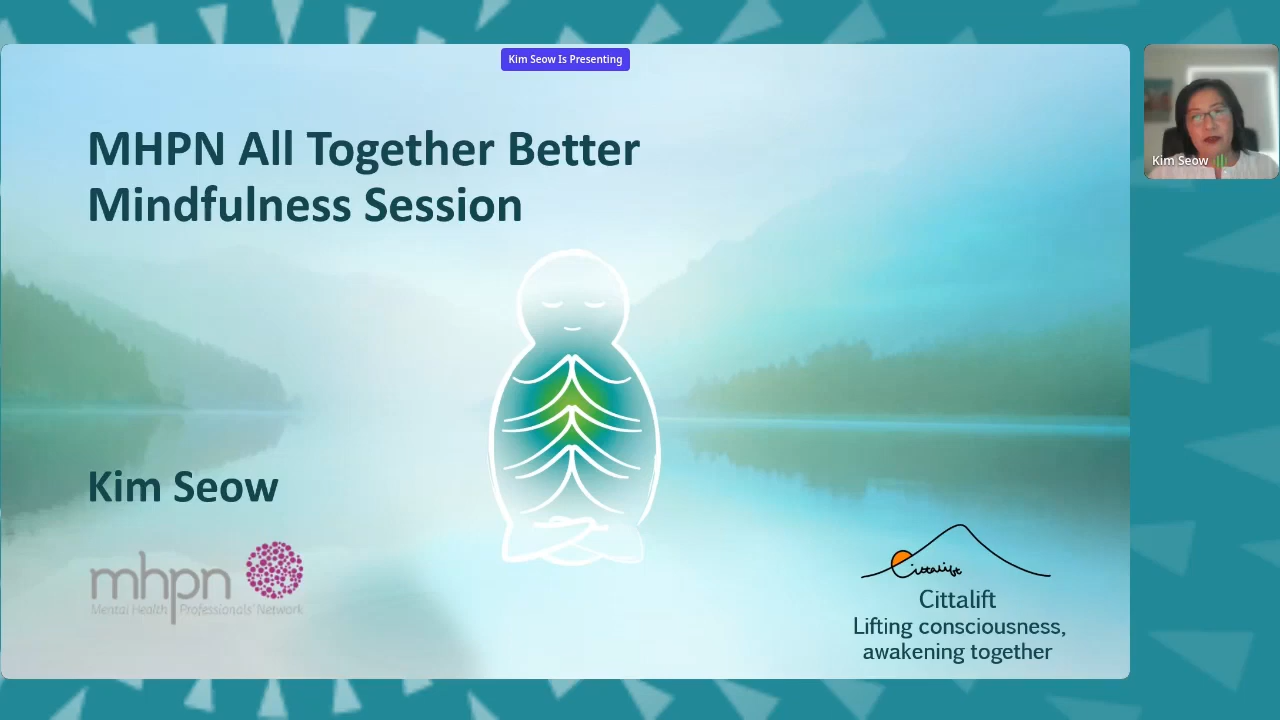 Kim Seow Is Presenting
MHPN All Together Better
Mindfulness Session
Kim Seow
Kim Seow
mhpn
Mental Health Professionals' Network
Cittalift
Cittalift
Lifting consciousness,
awakening together